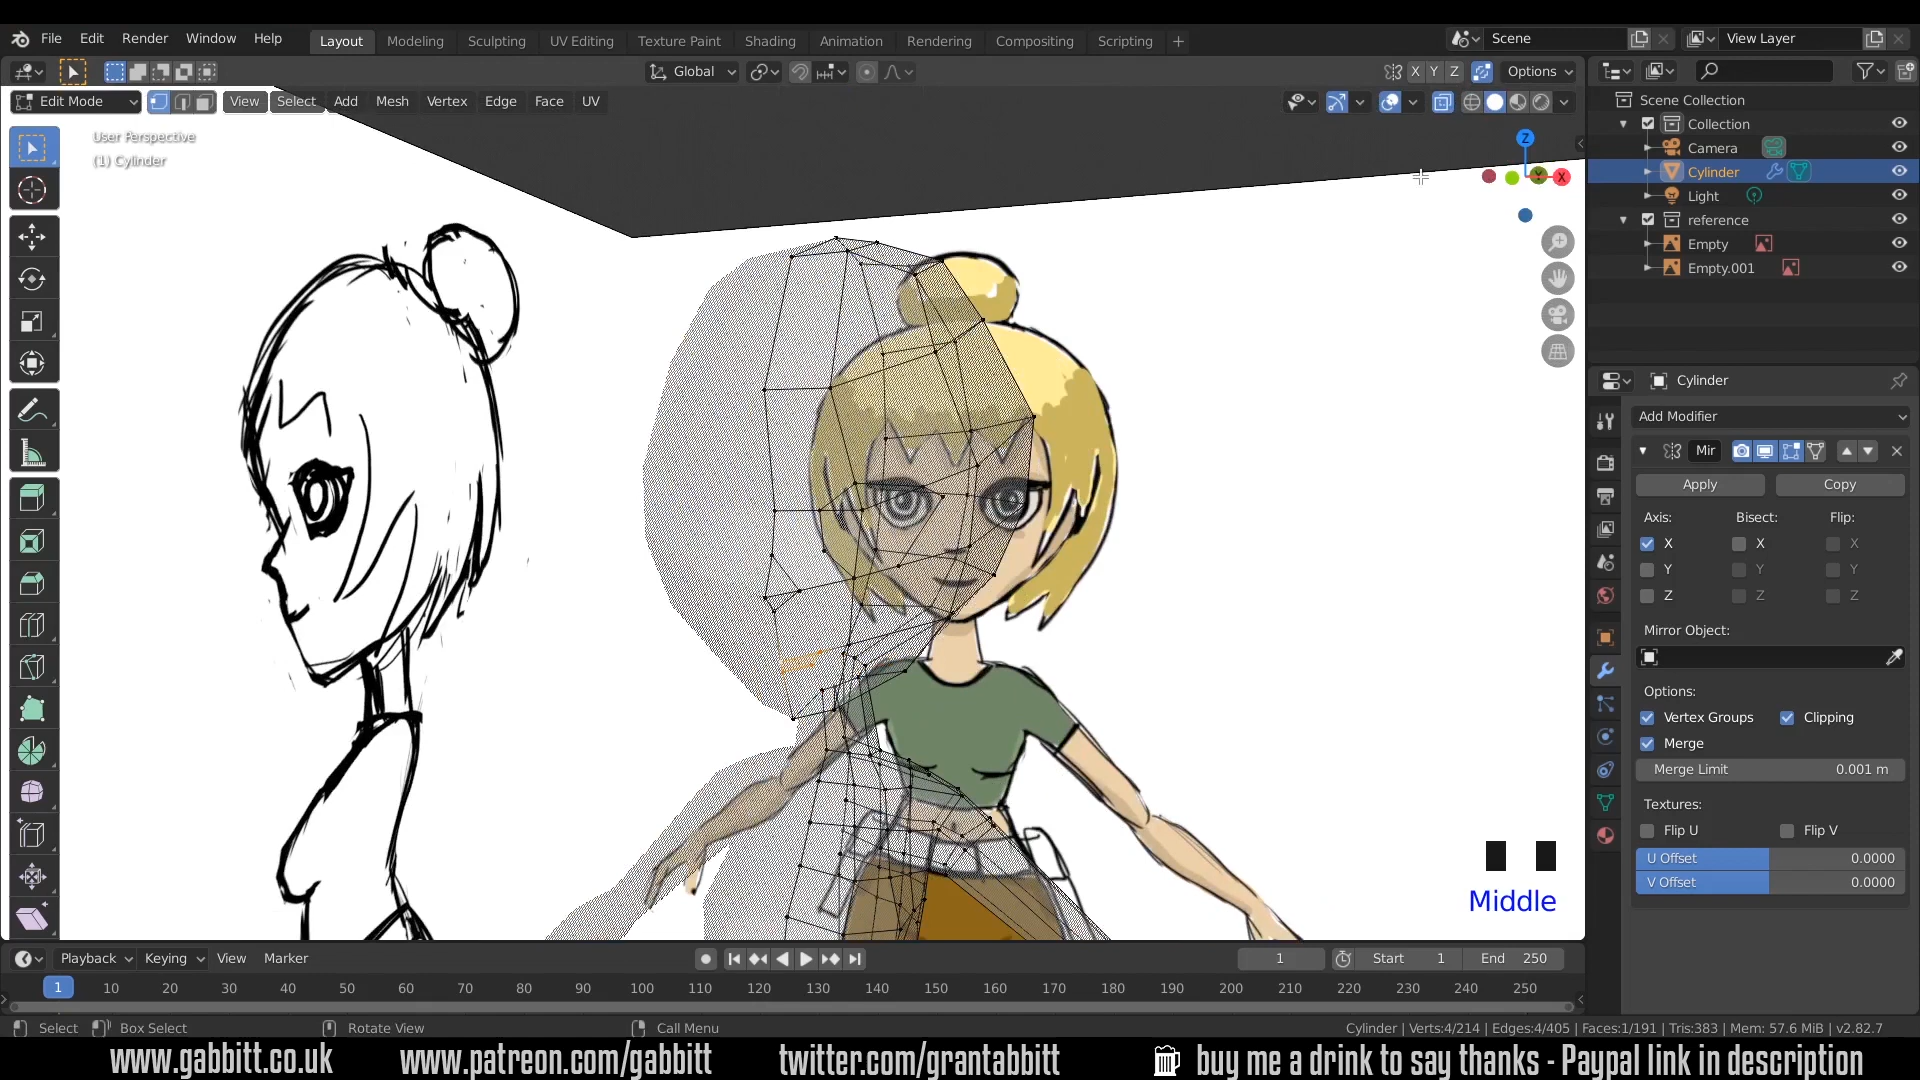 File Edit Render Window Help Layout Modeling Sculpting UV Editing Texture Paint Shading Animation Rendering Compositing Scripting + Scene View Layer
Global X Y Z Options
Edit Mode View Select Add Mesh Vertex Edge Face UV
User Perspective
(1) Cylinder
Z
Y X
Middle
Scene Collection
Collection
Camera
Cylinder
Light
reference
Empty
Empty.001
Cylinder
Add Modifier
Mir
Apply Copy
Axis: Bisect: Flip:
X X X
Y Y Y
Z Z Z
Mirror Object:
Options:
Vertex Groups Clipping
Merge
Merge Limit 0.001 m
Textures:
Flip U Flip V
U Offset 0.0000
V Offset 0.0000
Playback Keying View Marker 1 Start 1 End 250
1 10 20 30 40 50 60 70 80 90 100 110 120 130 140 150 160 170 180 190 200 210 220 230 240 250
Select Box Select Rotate View Call Menu Cylinder | Verts:4/214 | Edges:4/405 | Faces:1/191 | Tris:383 | Mem: 57.6 MiB | v2.82.7
www.gabbitt.co.uk www.patreon.com/gabbitt twitter.com/grantabbitt buy me a drink to say thanks - Paypal link in description